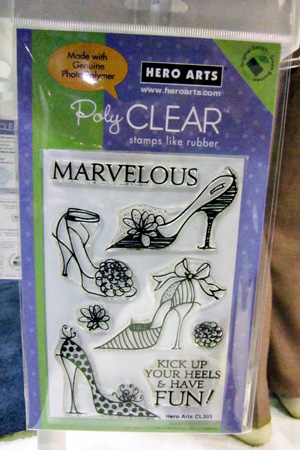 Made with
Genuine
Photopolymer
HERO ARTS
www.heroarts.com
Poly CLEAR
stamps like rubber
MARVELOUS
KICK UP
YOUR HEELS
& HAVE
FUN!
Hero Arts CL303